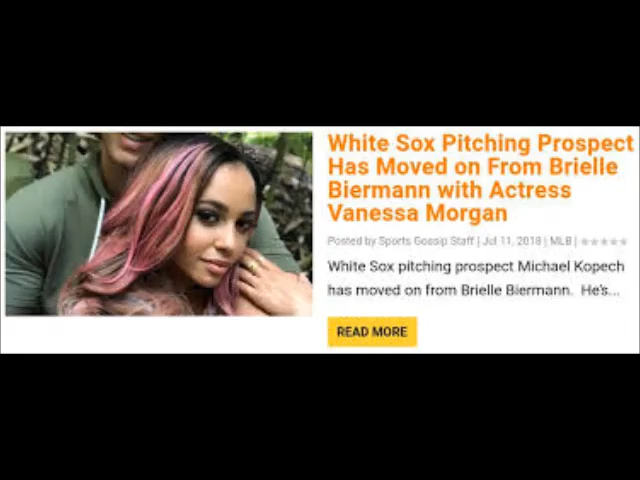 White Sox Pitching Prospect
Has Moved on From Brielle
Biermann with Actress
Vanessa Morgan
Posted by Sports Gossip Staff | Jul 11, 2018 | MLB |
White Sox pitching prospect Michael Kopech
has moved on from Brielle Biermann. He's...
READ MORE